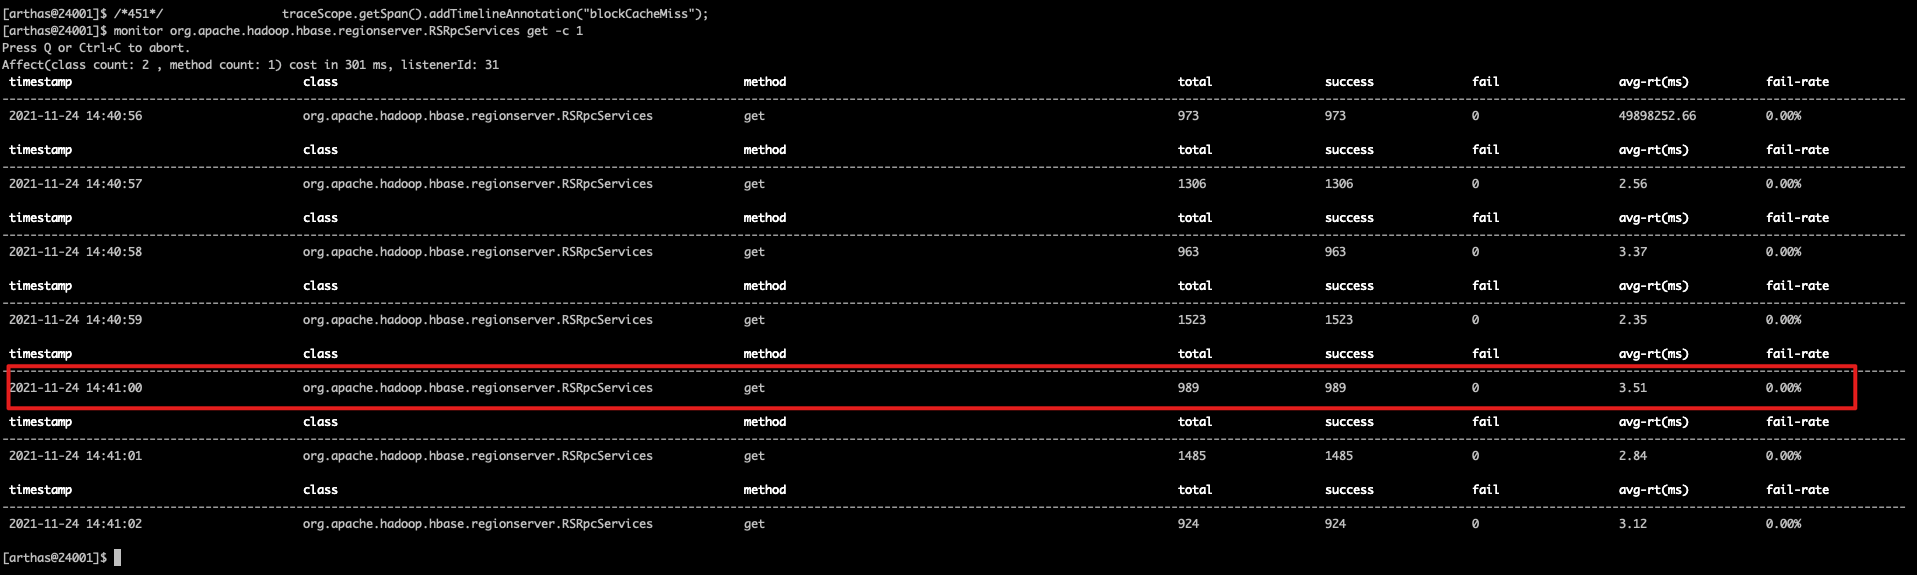 [arthas@24001]$ /*451*/                traceScope.getSpan().addTimelineAnnotation("blockCacheMiss");
[arthas@24001]$ monitor org.apache.hadoop.hbase.regionserver.RSRpcServices get -c 1
Press Q or Ctrl+C to abort.
Affect(class count: 2 , method count: 1) cost in 301 ms, listenerId: 31
timestamp class method total success fail avg-rt(ms) fail-rate
2021-11-24 14:40:56 org.apache.hadoop.hbase.regionserver.RSRpcServices get 973 973 0 49898252.66 0.00%
timestamp class method total success fail avg-rt(ms) fail-rate
2021-11-24 14:40:57 org.apache.hadoop.hbase.regionserver.RSRpcServices get 1306 1306 0 2.56 0.00%
timestamp class method total success fail avg-rt(ms) fail-rate
2021-11-24 14:40:58 org.apache.hadoop.hbase.regionserver.RSRpcServices get 963 963 0 3.37 0.00%
timestamp class method total success fail avg-rt(ms) fail-rate
2021-11-24 14:40:59 org.apache.hadoop.hbase.regionserver.RSRpcServices get 1523 1523 0 2.35 0.00%
timestamp class method total success fail avg-rt(ms) fail-rate
2021-11-24 14:41:00 org.apache.hadoop.hbase.regionserver.RSRpcServices get 989 989 0 3.51 0.00%
timestamp class method total success fail avg-rt(ms) fail-rate
2021-11-24 14:41:01 org.apache.hadoop.hbase.regionserver.RSRpcServices get 1485 1485 0 2.84 0.00%
timestamp class method total success fail avg-rt(ms) fail-rate
2021-11-24 14:41:02 org.apache.hadoop.hbase.regionserver.RSRpcServices get 924 924 0 3.12 0.00%
[arthas@24001]$